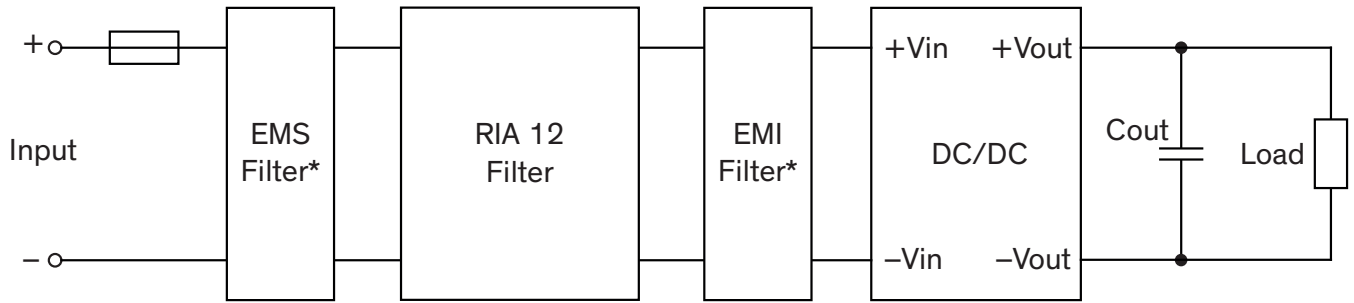 +
Input
-
EMS
Filter*
RIA 12
Filter
EMI
Filter*
+Vin
+Vout
DC/DC
–Vin
–Vout
Cout
Load